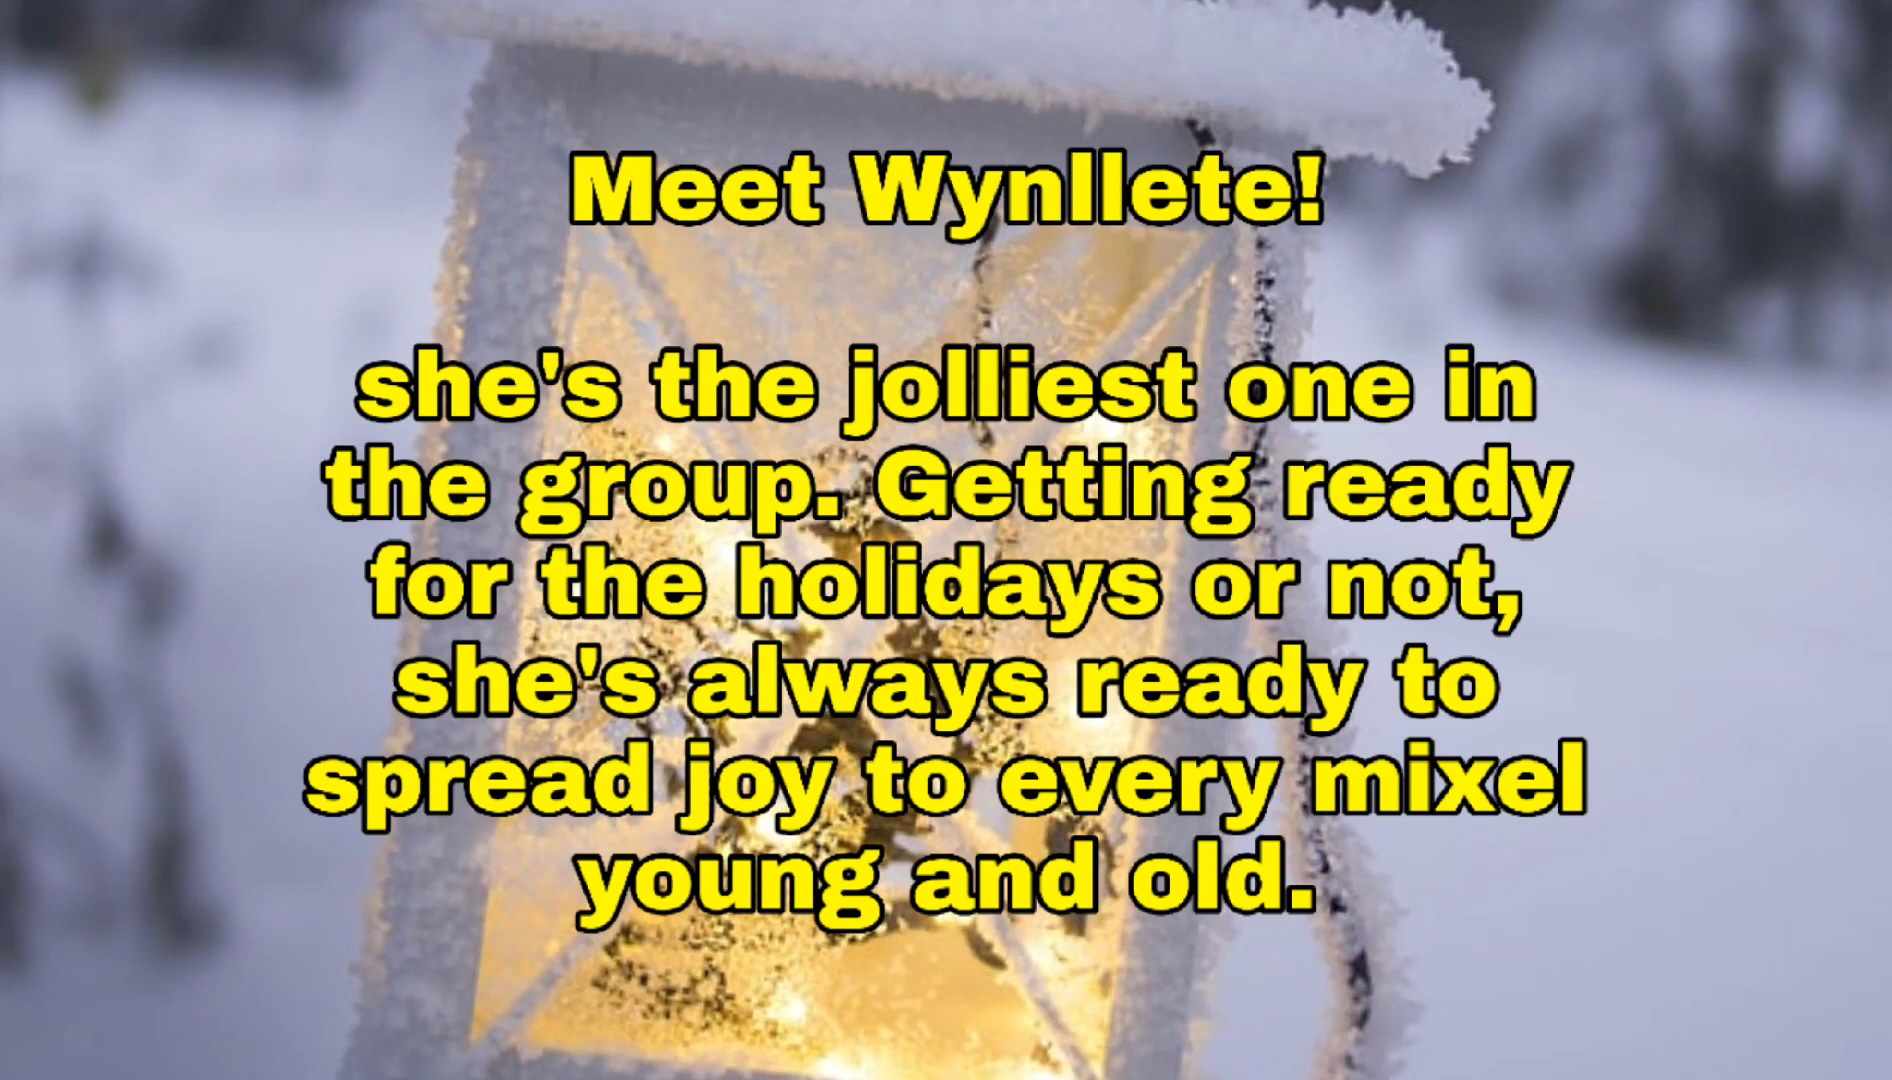 Meet Wynllete!
she's the jolliest one in
the group. Getting ready
for the holidays or not,
she's always ready to
spread joy to every mixel
young and old.